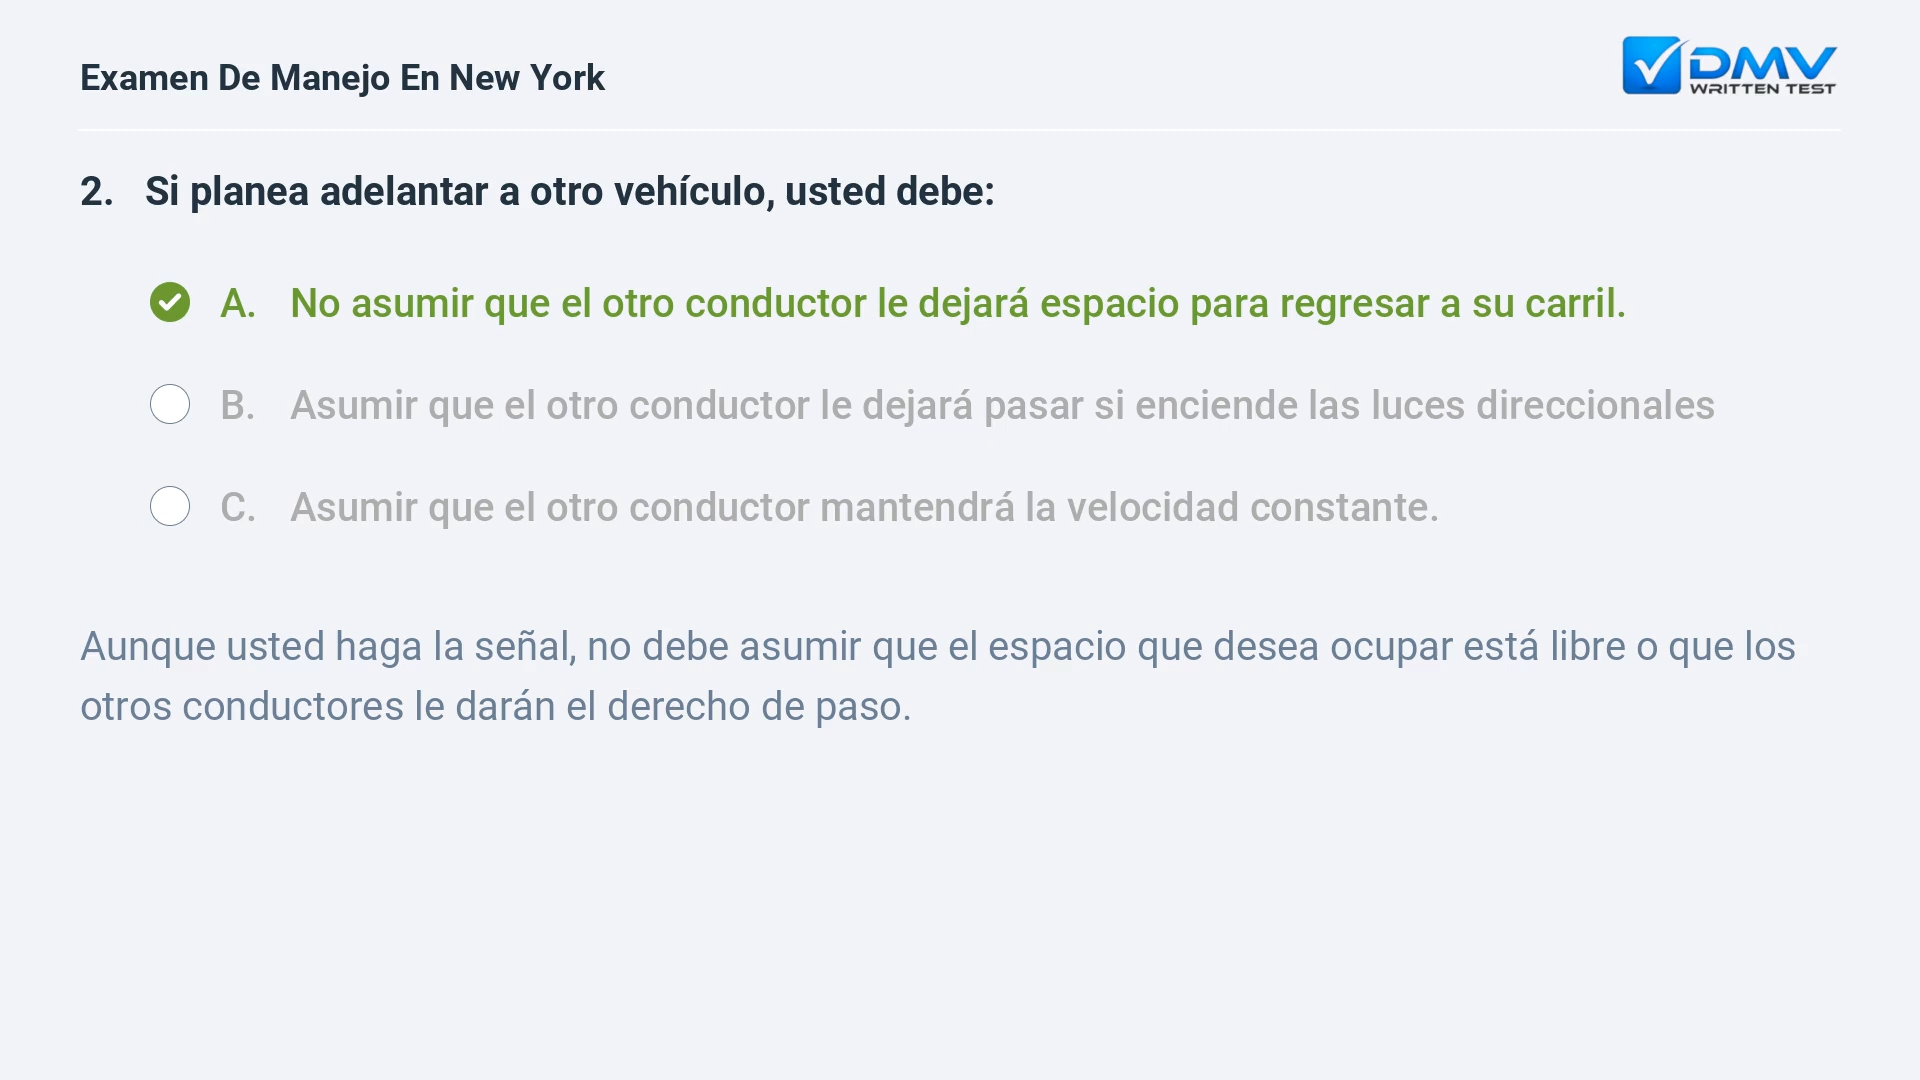 Examen De Manejo En New York
DMV
WRITTEN TEST
2. Si planea adelantar a otro vehículo, usted debe:
A. No asumir que el otro conductor le dejará espacio para regresar a su carril.
B. Asumir que el otro conductor le dejará pasar si enciende las luces direccionales
C. Asumir que el otro conductor mantendrá la velocidad constante.
Aunque usted haga la señal, no debe asumir que el espacio que desea ocupar está libre o que los
otros conductores le darán el derecho de paso.